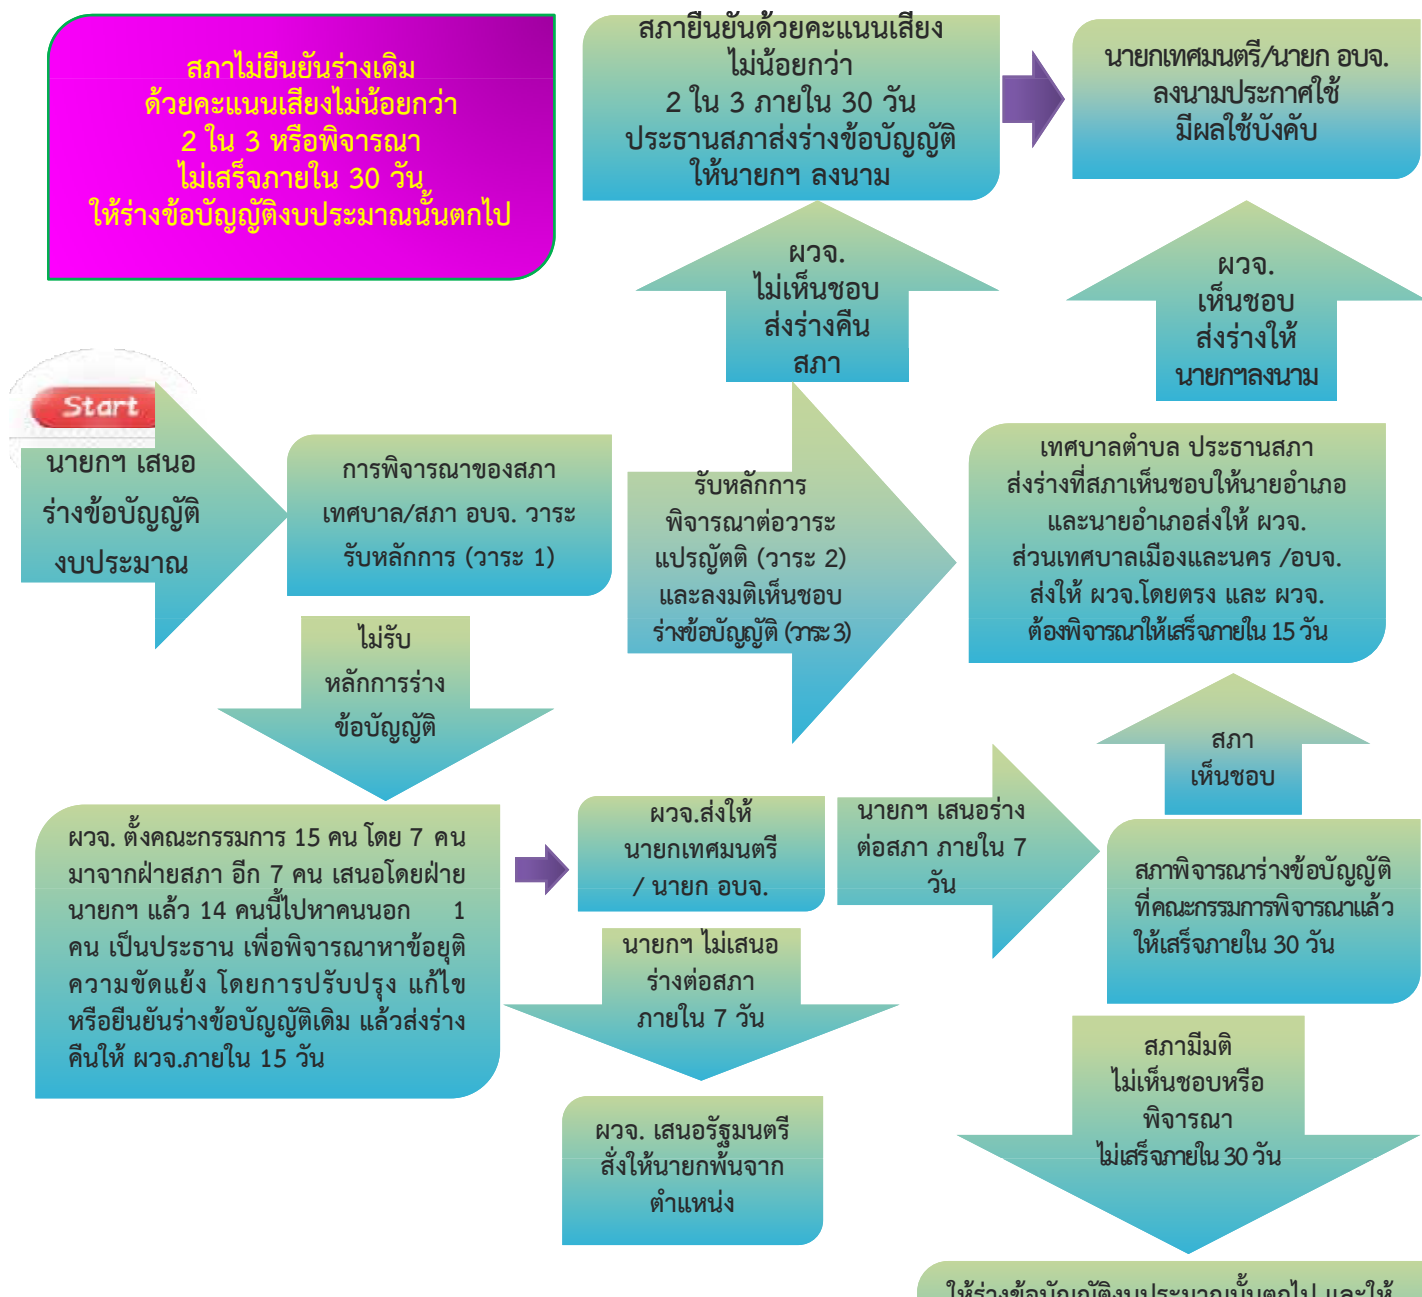 สภาไม่ยืนยันร่างเดิม
ด้วยคะแนนเสียงไม่น้อยกว่า
2 ใน 3 หรือพิจารณา
ไม่เสร็จภายใน 30 วัน
ให้ร่างข้อบัญญัติงบประมาณนั้นตกไป
สภายืนยันด้วยคะแนนเสียง
ไม่น้อยกว่า
2 ใน 3 ภายใน 30 วัน
ประธานสภาส่งร่างข้อบัญญัติ
ให้นายกฯ ลงนาม
นายกเทศมนตรี/นายก อบจ.
ลงนามประกาศใช้
มีผลใช้บังคับ
ผวจ.
ไม่เห็นชอบ
ส่งร่างคืน
สภา
ผวจ.
เห็นชอบ
ส่งร่างให้
นายกฯลงนาม
Start
นายกฯ เสนอ
ร่างข้อบัญญัติ
งบประมาณ
การพิจารณาของสภา
เทศบาล/สภา อบจ. วาระ
รับหลักการ (วาระ 1)
รับหลักการ
พิจารณาต่อวาระ
แปรญัตติ (วาระ 2)
และลงมติเห็นชอบ
ร่างข้อบัญญัติ (วาระ 3)
เทศบาลตำบล ประธานสภา
ส่งร่างที่สภาเห็นชอบให้นายอำเภอ
และนายอำเภอส่งให้ ผวจ.
ส่วนเทศบาลเมืองและนคร /อบจ.
ส่งให้ ผวจ.โดยตรง และ ผวจ.
ต้องพิจารณาให้เสร็จภายใน 15 วัน
ไม่รับ
หลักการร่าง
ข้อบัญญัติ
สภา
เห็นชอบ
ผวจ. ตั้งคณะกรรมการ 15 คน โดย 7 คน
มาจากฝ่ายสภา อีก 7 คน เสนอโดยฝ่าย
นายกฯ แล้ว 14 คนนี้ไปหาคนนอก 1
คน เป็นประธาน เพื่อพิจารณาหาข้อยุติ
ความขัดแย้ง โดยการปรับปรุง แก้ไข
หรือยืนยันร่างข้อบัญญัติเดิม แล้วส่งร่าง
คืนให้ ผวจ.ภายใน 15 วัน
ผวจ.ส่งให้
นายกเทศมนตรี
/ นายก อบจ.
นายกฯ เสนอร่าง
ต่อสภา ภายใน 7
วัน
สภาพิจารณาร่างข้อบัญญัติ
ที่คณะกรรมการพิจารณาแล้ว
ให้เสร็จภายใน 30 วัน
นายกฯ ไม่เสนอ
ร่างต่อสภา
ภายใน 7 วัน
สภามีมติ
ไม่เห็นชอบหรือ
พิจารณา
ไม่เสร็จภายใน 30 วัน
ผวจ. เสนอรัฐมนตรี
สั่งให้นายกพ้นจาก
ตำแหน่ง
ให้ร่างข้อบัญญัติงบประมาณนั้นตกไป และให้